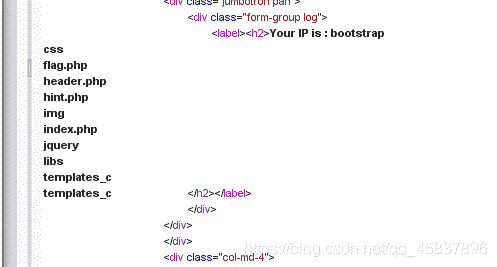 <div class="jumbotron pan">
<div class="form-group log">
<label><h2>Your IP is : bootstrap
css
flag.php
header.php
hint.php
img
index.php
jquery
libs
templates_c
templates_c </h2></label>
</div>
</div>
</div>
<div class="col-md-4">
https://blog.csdn.net/qq_45837896